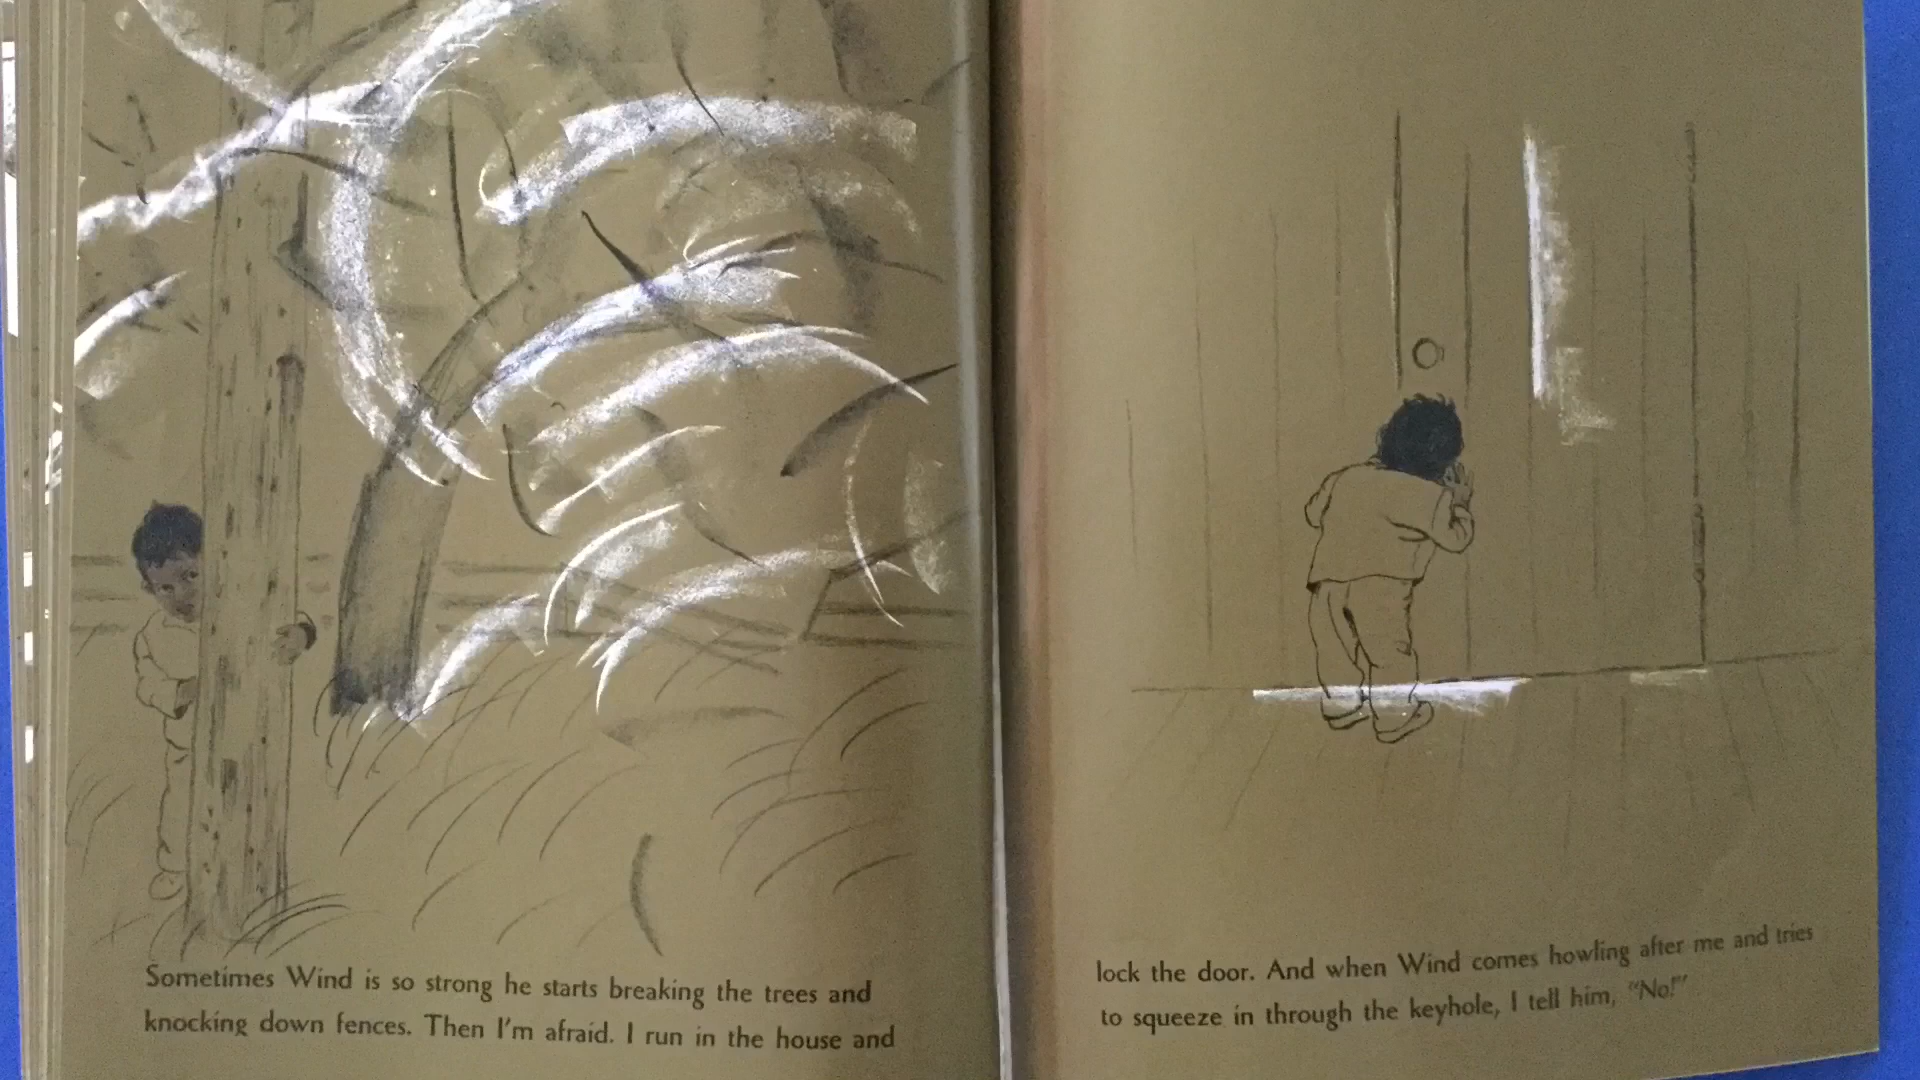 Sometimes Wind is so strong he starts breaking the trees and
knocking down fences. Then I'm afraid. I run in the house and
lock the door. And when Wind comes howling after me and tries
to squeeze in through the keyhole, I tell him, “No!”